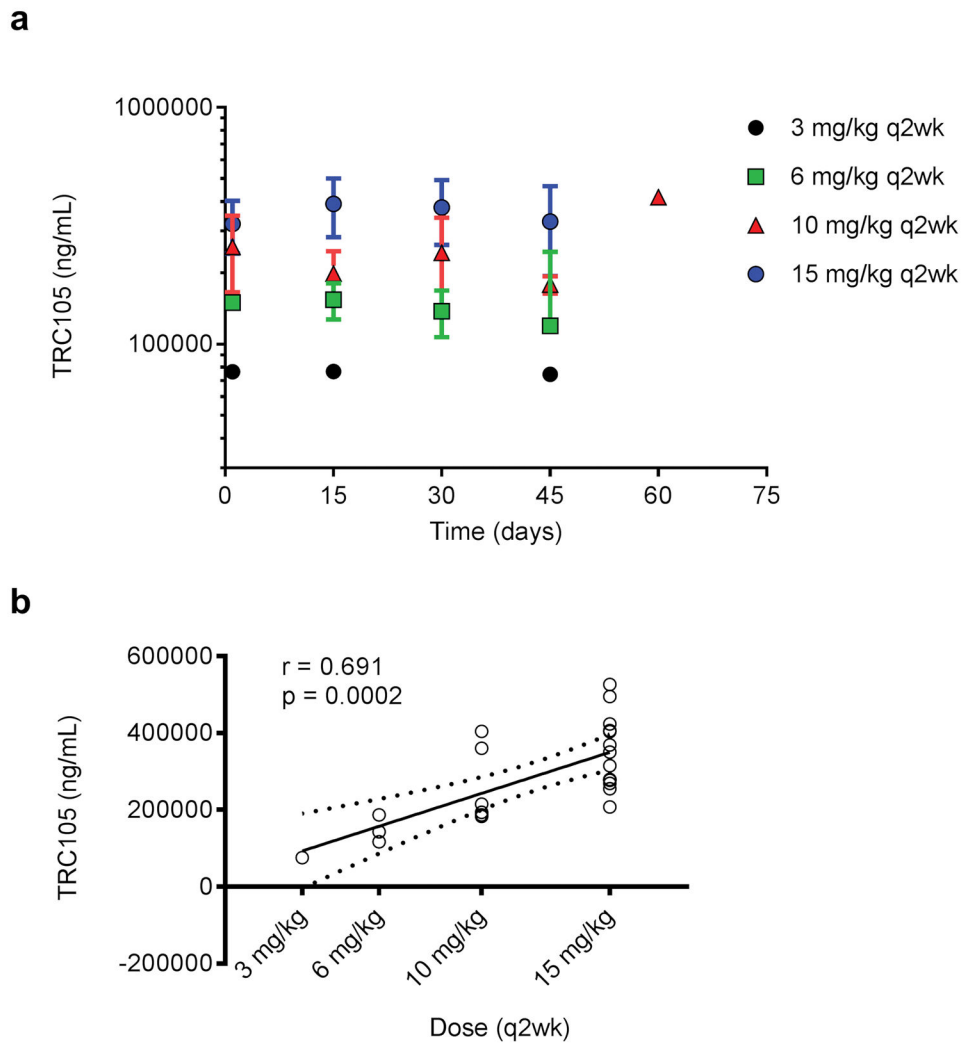 a
1000000
100000
TRC105 (ng/mL)
0 15 30 45 60 75
Time (days)
3 mg/kg q2wk
6 mg/kg q2wk
10 mg/kg q2wk
15 mg/kg q2wk
b
600000
400000
200000
0
-200000
TRC105 (ng/mL)
r = 0.691
p = 0.0002
3 mg/kg 6 mg/kg 10 mg/kg 15 mg/kg
Dose (q2wk)